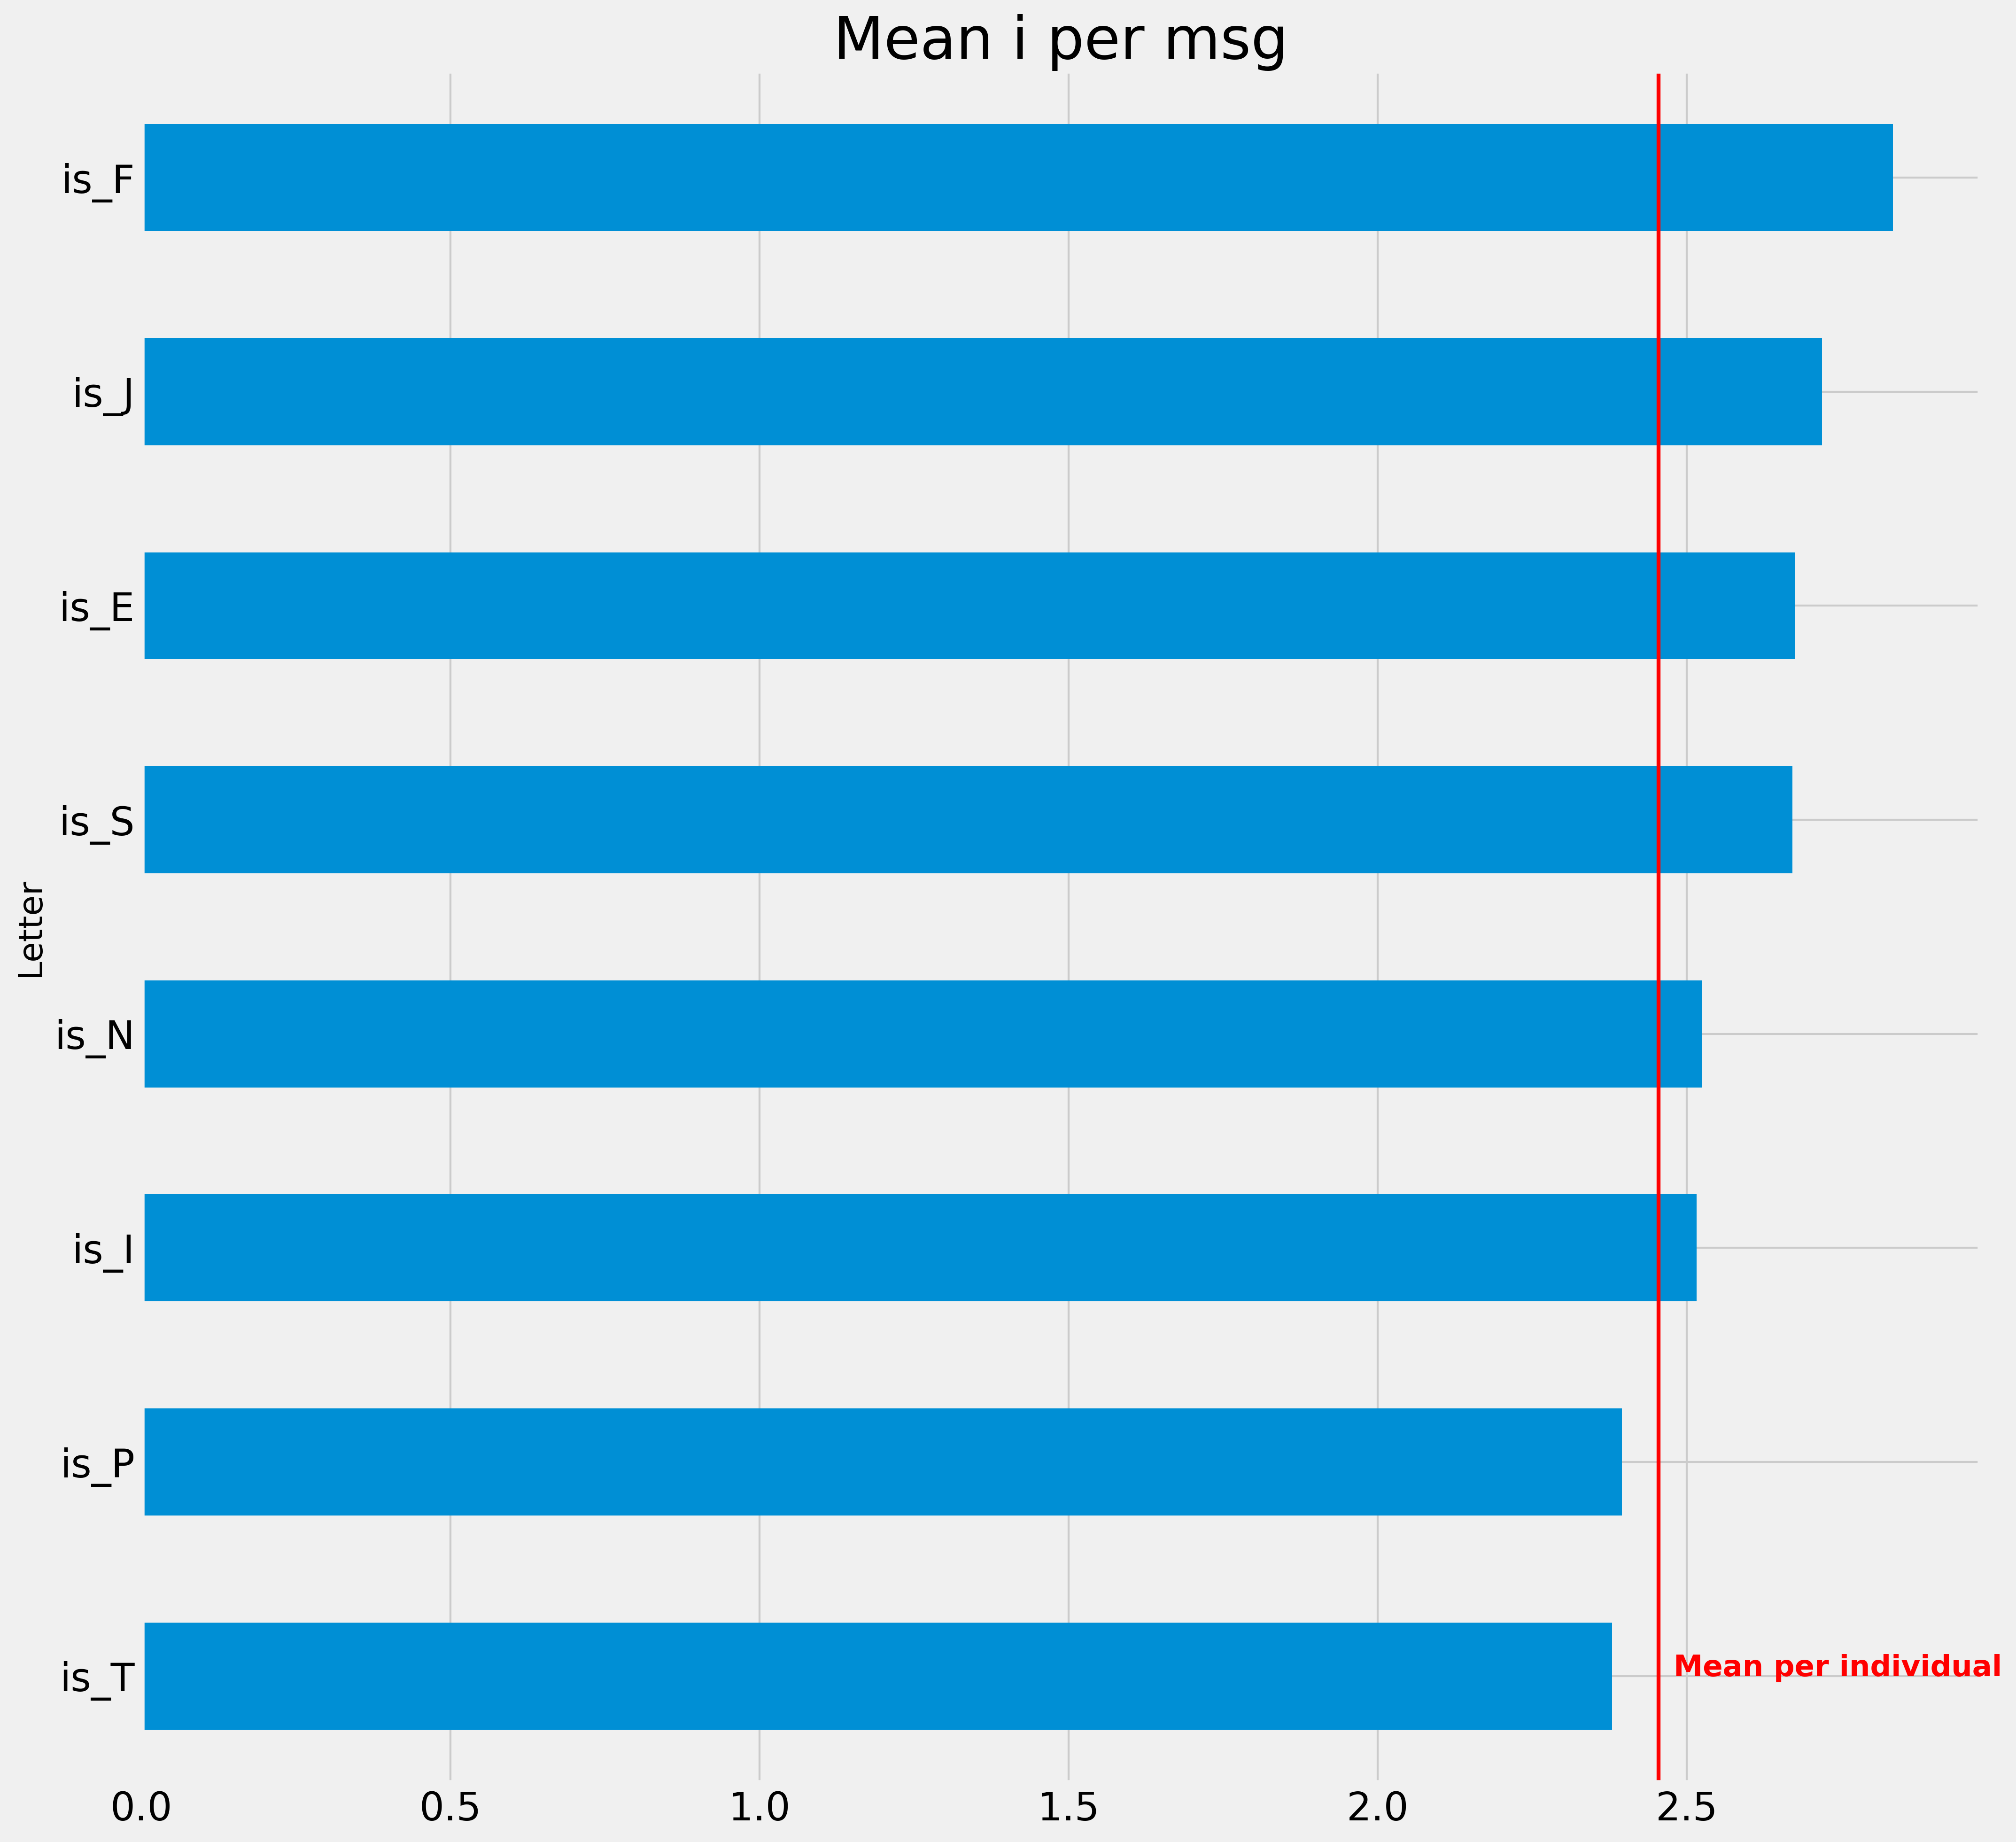 Mean i per msg
is_F
is_J
is_E
is_S
Letter
is_N
is_I
is_P
is_T
Mean per individual
0.0 0.5 1.0 1.5 2.0 2.5